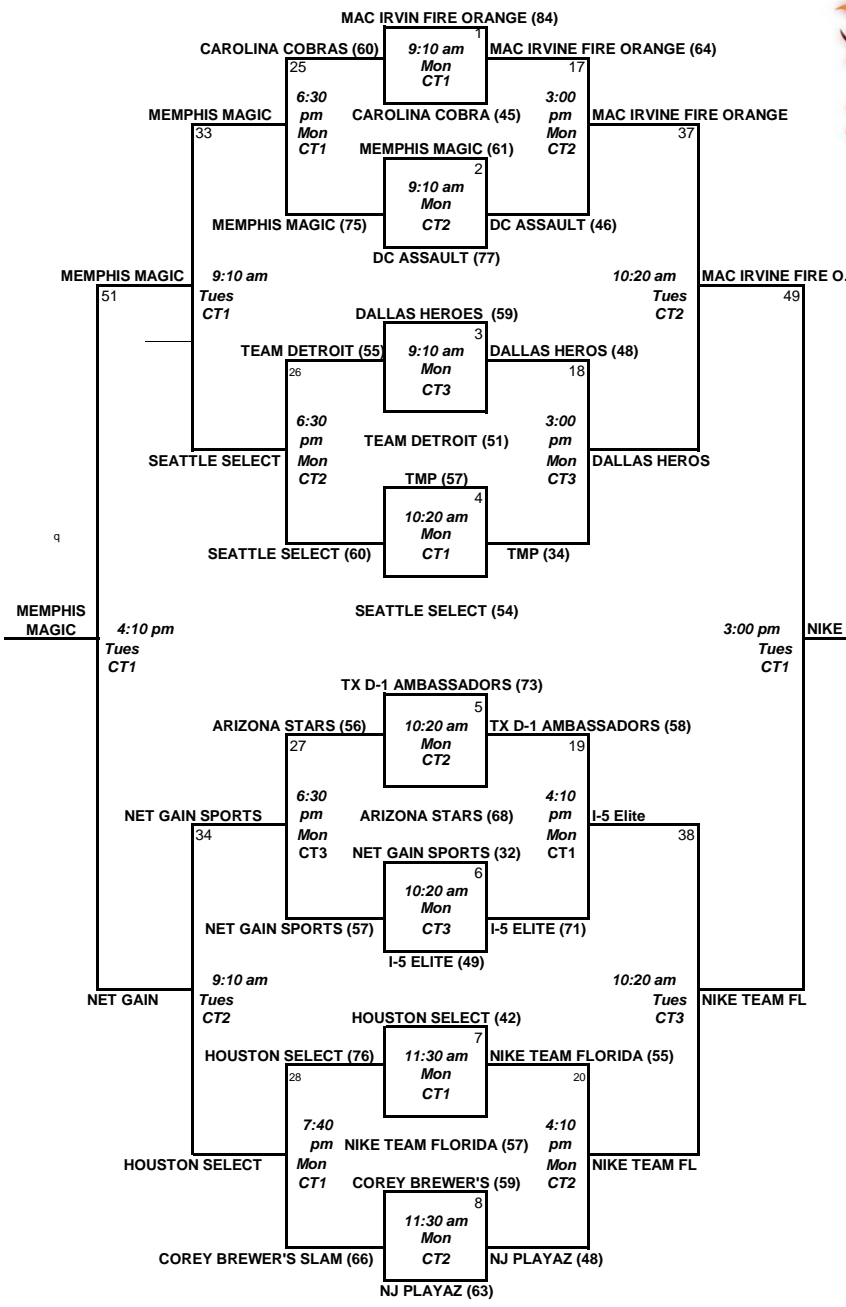 MAC IRVIN FIRE ORANGE (84)
1
CAROLINA COBRAS (60)
9:10 am
MAC IRVINE FIRE ORANGE (64)
25
Mon
17
CT1
6:30
3:00
MEMPHIS MAGIC
pm
CAROLINA COBRA (45)
pm
MAC IRVINE FIRE ORANGE
33
Mon
Mon
37
CT1
MEMPHIS MAGIC (61)
CT2
2
9:10 am
Mon
MEMPHIS MAGIC (75)
CT2
DC ASSAULT (46)
DC ASSAULT (77)
MEMPHIS MAGIC
9:10 am
10:20 am
MAC IRVINE FIRE O
51
Tues
Tues
49
CT1
DALLAS HEROES (59)
CT2
3
TEAM DETROIT (55)
9:10 am
DALLAS HEROS (48)
26
Mon
18
CT3
6:30
3:00
pm
TEAM DETROIT (51)
pm
SEATTLE SELECT
Mon
Mon
DALLAS HEROS
CT2
TMP (57)
CT3
4
10:20 am
q
Mon
SEATTLE SELECT (60)
CT1
TMP (34)
MEMPHIS
SEATTLE SELECT (54)
MAGIC
4:10 pm
3:00 pm
NIKE
Tues
Tues
CT1
CT1
TX D-1 AMBASSADORS (73)
5
ARIZONA STARS (56)
10:20 am
TX D-1 AMBASSADORS (58)
27
Mon
19
CT2
6:30
4:10
NET GAIN SPORTS
pm
ARIZONA STARS (68)
pm
I-5 Elite
34
Mon
Mon
38
CT3
NET GAIN SPORTS (32)
CT1
6
10:20 am
Mon
NET GAIN SPORTS (57)
CT3
I-5 ELITE (71)
I-5 ELITE (49)
9:10 am
10:20 am
NET GAIN
Tues
Tues
NIKE TEAM FL
CT2
HOUSTON SELECT (42)
CT3
7
HOUSTON SELECT (76)
11:30 am
NIKE TEAM FLORIDA (55)
28
Mon
20
CT1
7:40
4:10
pm
NIKE TEAM FLORIDA (57)
pm
HOUSTON SELECT
Mon
Mon
NIKE TEAM FL
CT1
COREY BREWER'S (59)
CT2
8
11:30 am
Mon
COREY BREWER'S SLAM (66)
CT2
NJ PLAYAZ (48)
NJ PLAYAZ (63)